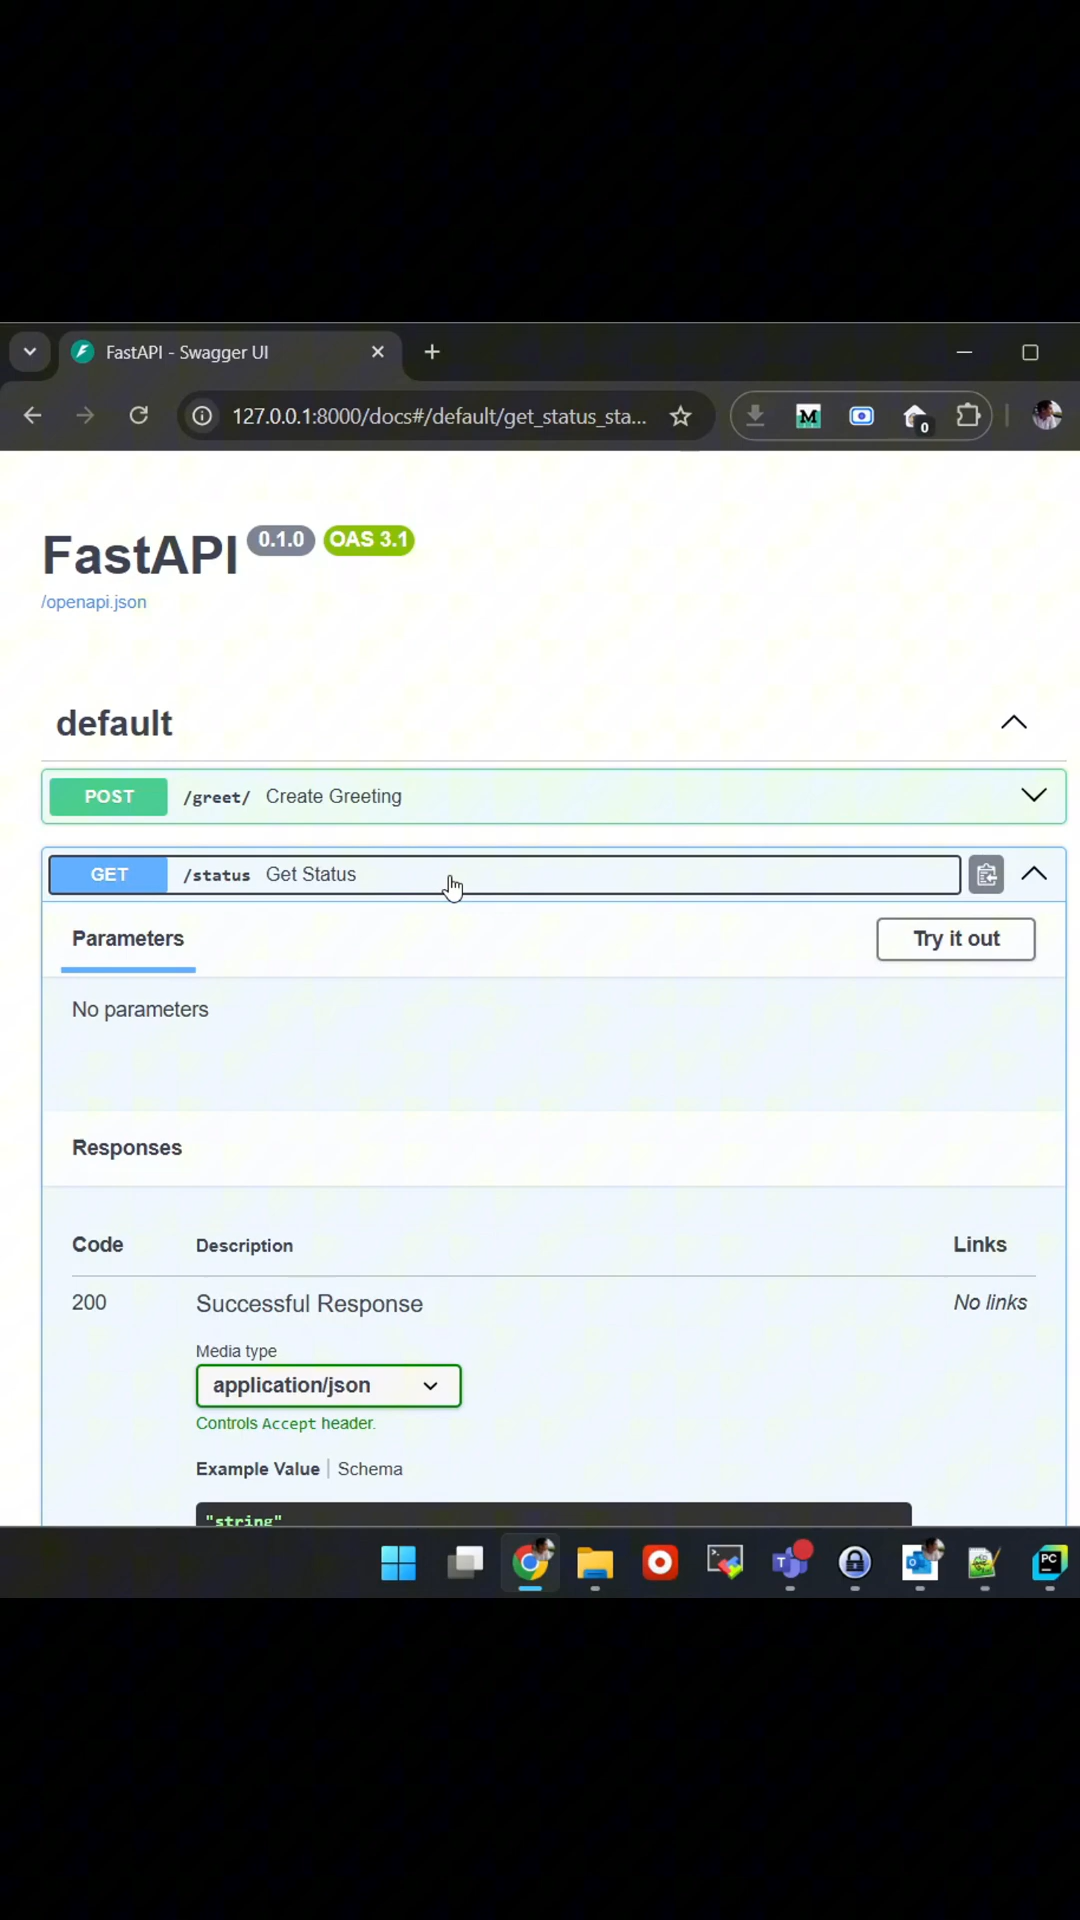 FastAPI - Swagger UI
127.0.0.1:8000/docs#/default/get_status_sta...
0
FastAPI 0.1.0 OAS 3.1
/openapi.json
default
POST /greet/ Create Greeting
GET /status Get Status
Parameters
Try it out
No parameters
Responses
Code Description Links
200 Successful Response No links
Media type
application/json
Controls Accept header.
Example Value | Schema
"string"
M
T
PC